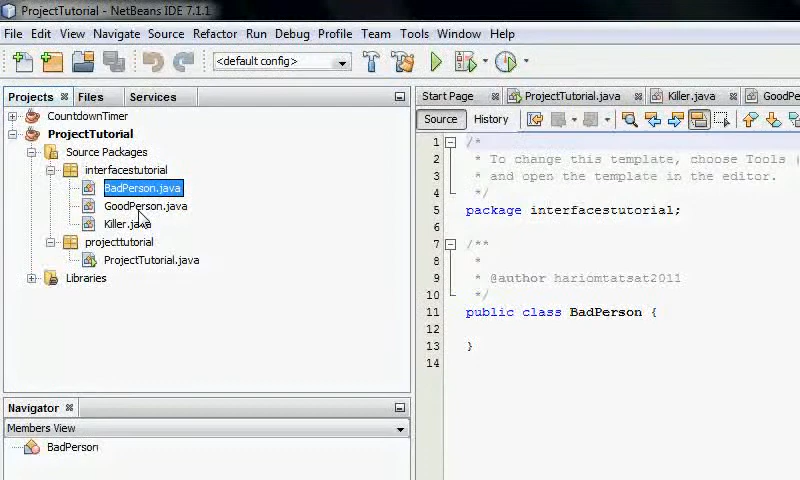 ProjectTutorial - NetBeans IDE 7.1.1
File Edit View Navigate Source Refactor Run Debug Profile Team Tools Window Help
<default config>
Projects Files Services
CountdownTimer
ProjectTutorial
Source Packages
interfacestutorial
BadPerson.java
GoodPerson.java
Killer.java
projecttutorial
ProjectTutorial.java
Libraries
Navigator
Members View
BadPerson
Start Page ProjectTutorial.java Killer.java GoodPe
Source History
1 /*
2 * To change this template, choose Tools |
3 * and open the template in the editor.
4 */
5 package interfacestutorial;
6
7 /**
8 *
9 * @author hariomtatsat2011
10 */
11 public class BadPerson {
12
13 }
14